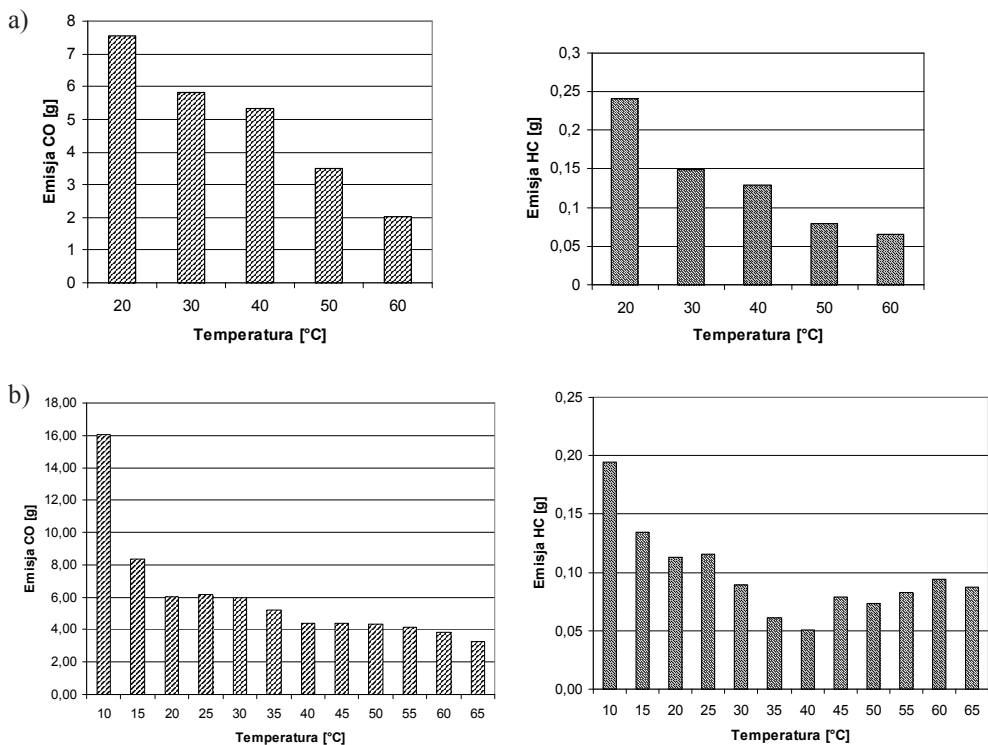 a)
8
7
6
5
4
3
2
1
0
Emisja CO [g]
20 30 40 50 60
Temperatura [°C]
0,3
0,25
0,2
0,15
0,1
0,05
0
Emisja HC [g]
20 30 40 50 60
Temperatura [°C]
b)
18,00
16,00
14,00
12,00
10,00
8,00
6,00
4,00
2,00
0,00
Emisja CO [g]
10 15 20 25 30 35 40 45 50 55 60 65
Temperatura [°C]
0,25
0,20
0,15
0,10
0,05
0,00
Emisja HC [g]
10 15 20 25 30 35 40 45 50 55 60 65
Temperatura [°C]